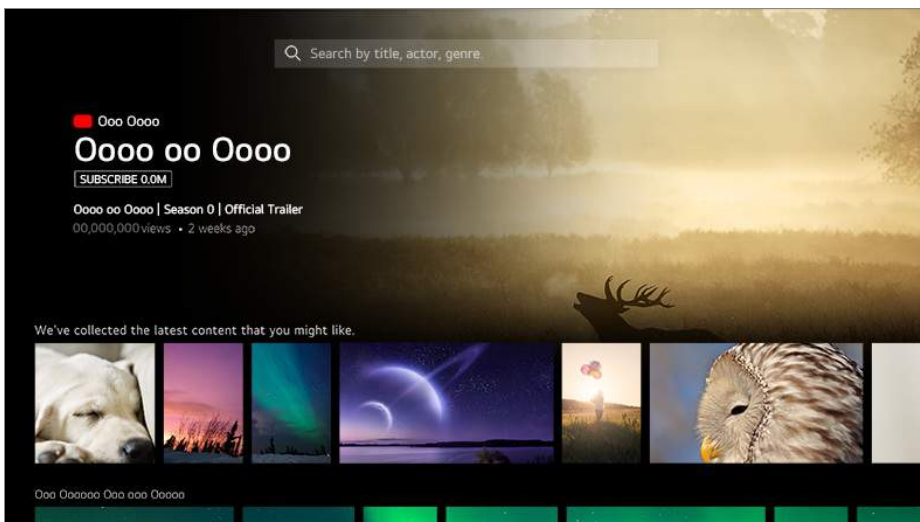 Search by title, actor, genre.
Ooo Oooo
Oooo oo Oooo
SUBSCRIBE 0.0M
Oooo oo Oooo | Season 0 | Official Trailer
00,000,000 views • 2 weeks ago
We've collected the latest content that you might like.
Ooo Oooooo Ooo ooo Ooooo